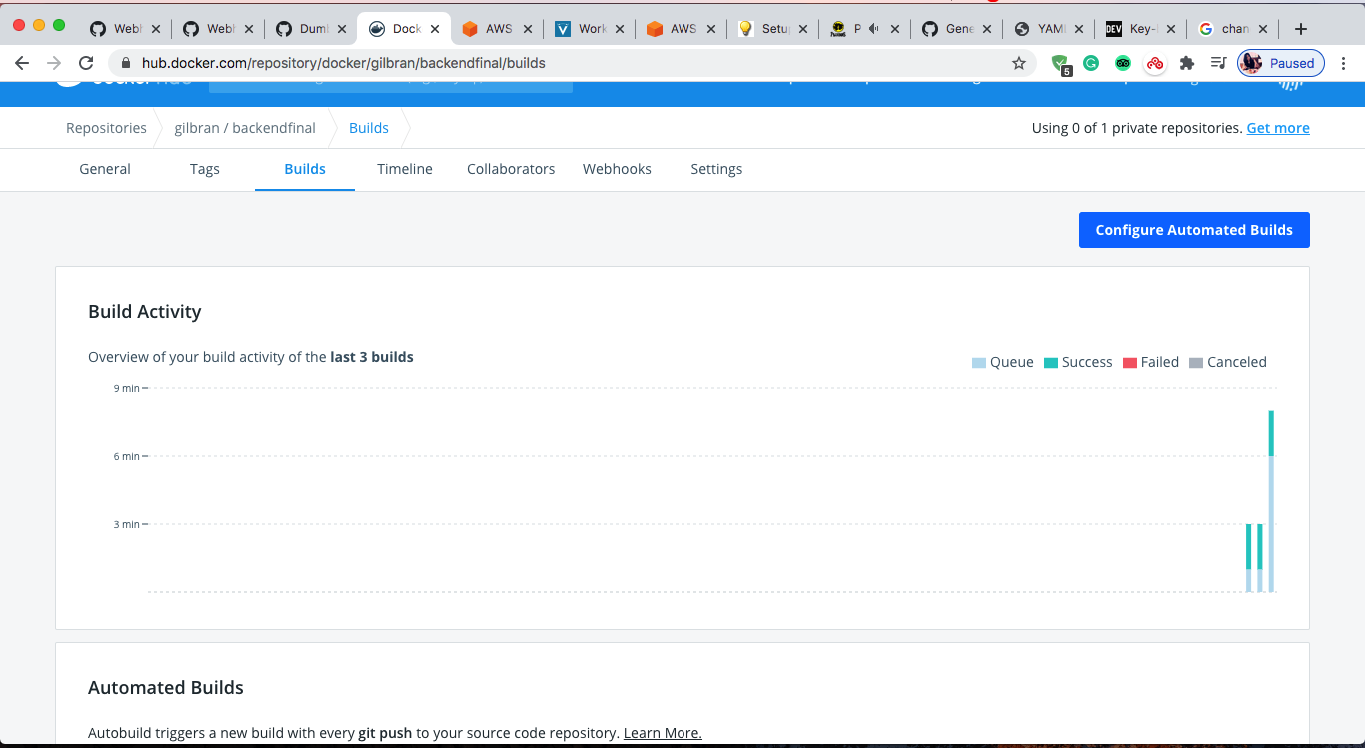 Webh Webh Dumb Dock AWS Work AWS Setu P Gene YAM Key- chan
hub.docker.com/repository/docker/gilbran/backendfinal/builds 5 Paused
Repositories gilbran / backendfinal Builds Using 0 of 1 private repositories. Get more
General Tags Builds Timeline Collaborators Webhooks Settings
Configure Automated Builds
Build Activity
Overview of your build activity of the last 3 builds
Queue Success Failed Canceled
9 min
6 min
3 min
Automated Builds
Autobuild triggers a new build with every git push to your source code repository. Learn More.